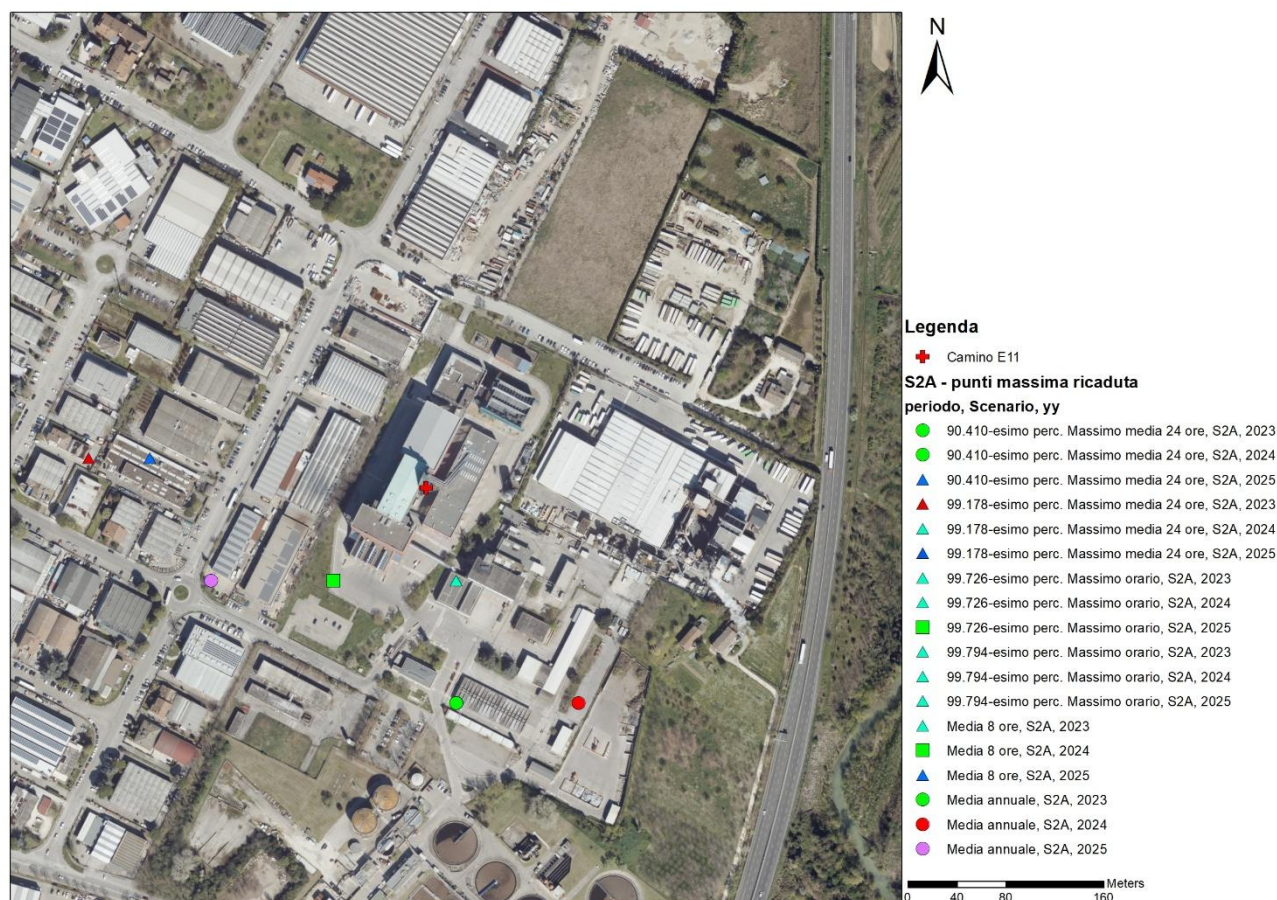 N
Legenda
Camino E11
S2A - punti massima ricaduta
periodo, Scenario, yy
90.410-esimo perc. Massimo media 24 ore, S2A, 2023
90.410-esimo perc. Massimo media 24 ore, S2A, 2024
90.410-esimo perc. Massimo media 24 ore, S2A, 2025
99.178-esimo perc. Massimo media 24 ore, S2A, 2023
99.178-esimo perc. Massimo media 24 ore, S2A, 2024
99.178-esimo perc. Massimo media 24 ore, S2A, 2025
99.726-esimo perc. Massimo orario, S2A, 2023
99.726-esimo perc. Massimo orario, S2A, 2024
99.726-esimo perc. Massimo orario, S2A, 2025
99.794-esimo perc. Massimo orario, S2A, 2023
99.794-esimo perc. Massimo orario, S2A, 2024
99.794-esimo perc. Massimo orario, S2A, 2025
Media 8 ore, S2A, 2023
Media 8 ore, S2A, 2024
Media 8 ore, S2A, 2025
Media annuale, S2A, 2023
Media annuale, S2A, 2024
Media annuale, S2A, 2025
Meters
0 40 80 160